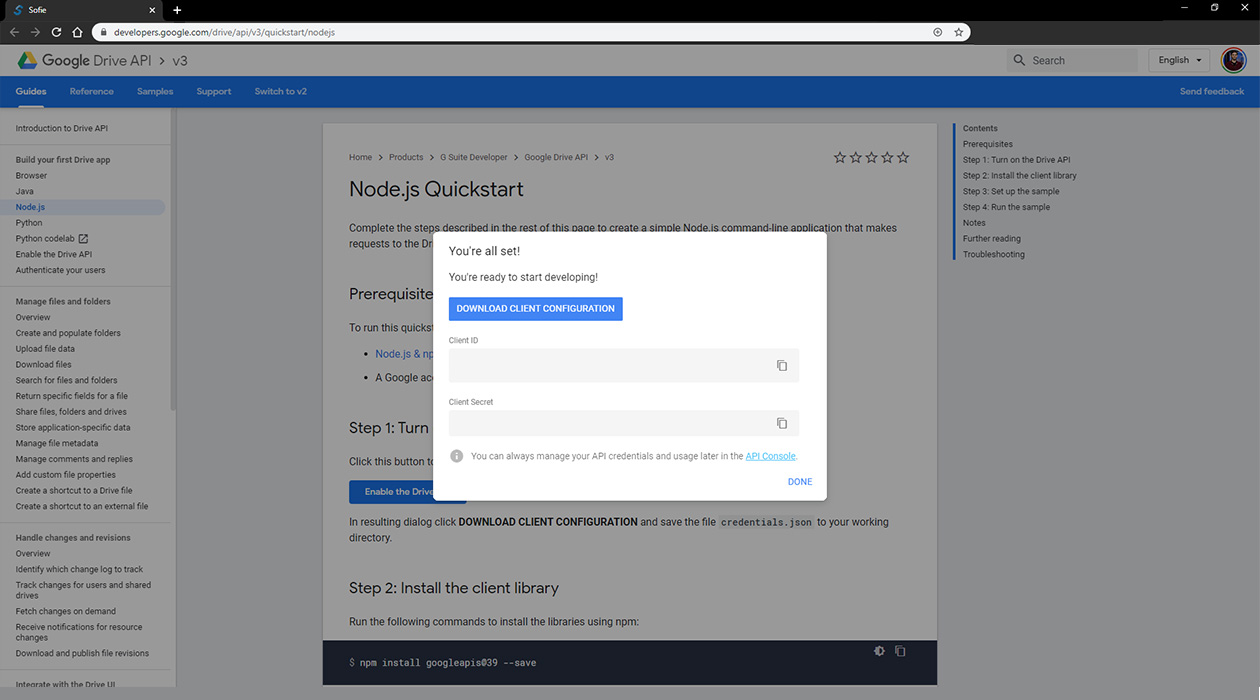 Sofie
developers.google.com/drive/api/v3/quickstart/nodejs
Google Drive API > v3
Search
English
Guides Reference Samples Support Switch to v2 Send feedback
Introduction to Drive API
Build your first Drive app
Browser
Java
Node.js
Python
Python codelab
Enable the Drive API
Authenticate your users
Manage files and folders
Overview
Create and populate folders
Upload file data
Download files
Search for files and folders
Return specific fields for a file
Share files, folders and drives
Store application-specific data
Manage file metadata
Manage comments and replies
Add custom file properties
Create a shortcut to a Drive file
Create a shortcut to an external file
Handle changes and revisions
Overview
Identify which change log to track
Track changes for users and shared
drives
Fetch changes on demand
Receive notifications for resource
changes
Download and publish file revisions
Integrate with the Drive UI
Home > Products > G Suite Developer > Google Drive API > v3
Node.js Quickstart
Complete the steps described in the rest of this page to create a simple Node.js command-line application that makes
requests to the Dr
Prerequisite
To run this quickst
Node.js & np
A Google acc
Step 1: Turn
Click this button to
Enable the Drive
In resulting dialog click DOWNLOAD CLIENT CONFIGURATION and save the file credentials.json to your working
directory.
Step 2: Install the client library
Run the following commands to install the libraries using npm:
$ npm install googleapis@39 --save
You're all set!
You're ready to start developing!
DOWNLOAD CLIENT CONFIGURATION
Client ID
Client Secret
You can always manage your API credentials and usage later in the API Console.
DONE
Contents
Prerequisites
Step 1: Turn on the Drive API
Step 2: Install the client library
Step 3: Set up the sample
Step 4: Run the sample
Notes
Further reading
Troubleshooting